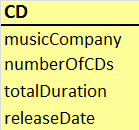 CD
musicCompany
numberOfCDs
totalDuration
releaseDate